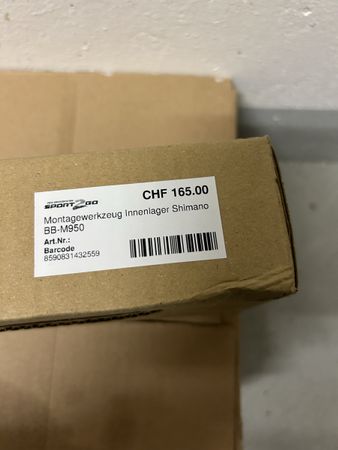 SPORT2GO
CHF 165.00
Montagewerkzeug Innenlager Shimano
BB-M950
Art.Nr.:
Barcode
8590831432559